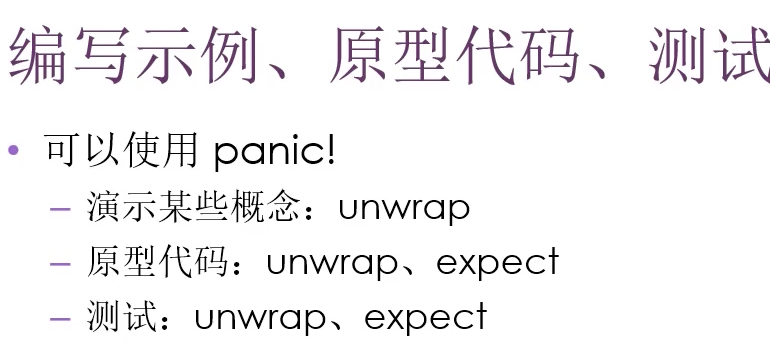 编写示例、原型代码、测试
• 可以使用 panic!
– 演示某些概念：unwrap
– 原型代码：unwrap、expect
– 测试：unwrap、expect